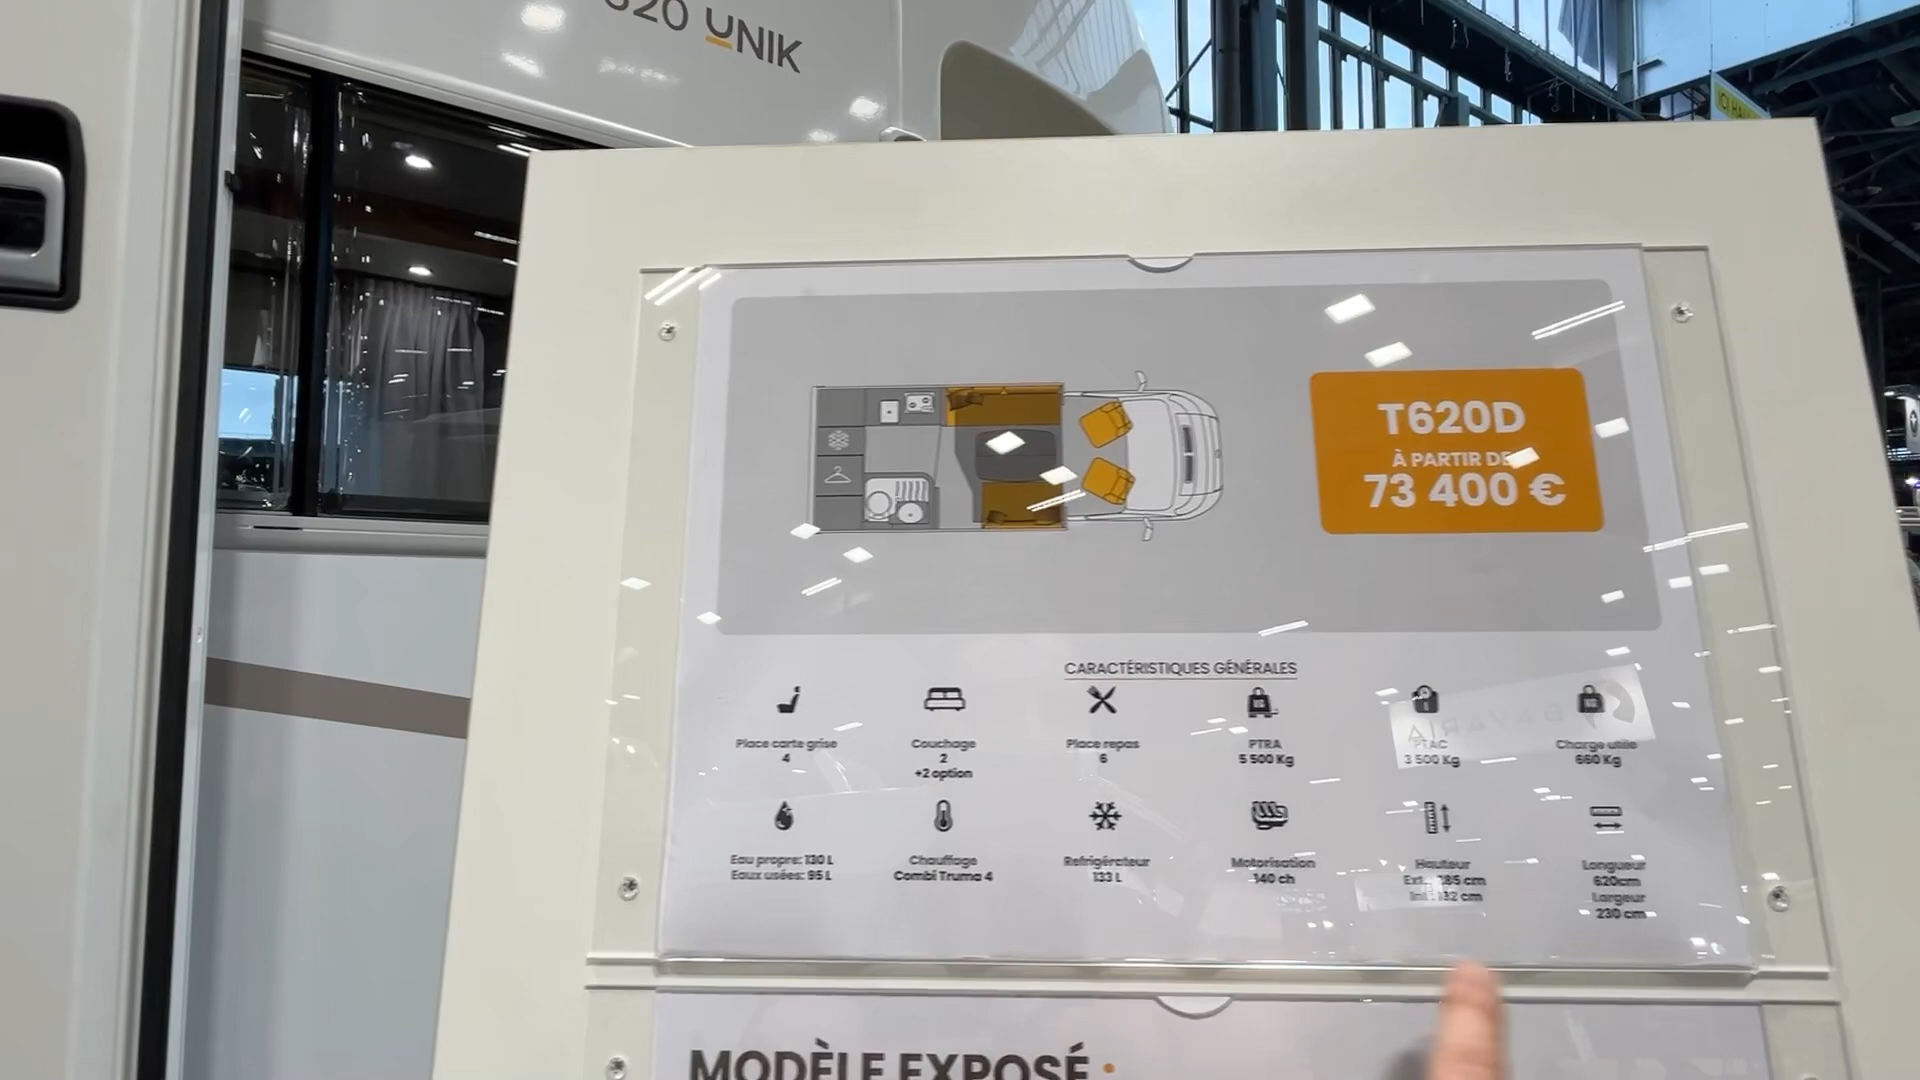 620 UNIK
T620D
À PARTIR DE
73 400 €
CARACTÉRISTIQUES GÉNÉRALES
Place carte grise
4
Couchage
2
+2 option
Place repas
6
PTRA
5 500 Kg
PTAC
3 500 Kg
Charge utile
660 Kg
Eau propre: 130 L
Eaux usées: 95 L
Chauffage
Combi Truma 4
Refrigérateur
133 L
Motorisation
140 ch
Hauteur
Longueur
620cm
Largeur
230 cm
MODÈLE EXPOSÉ :